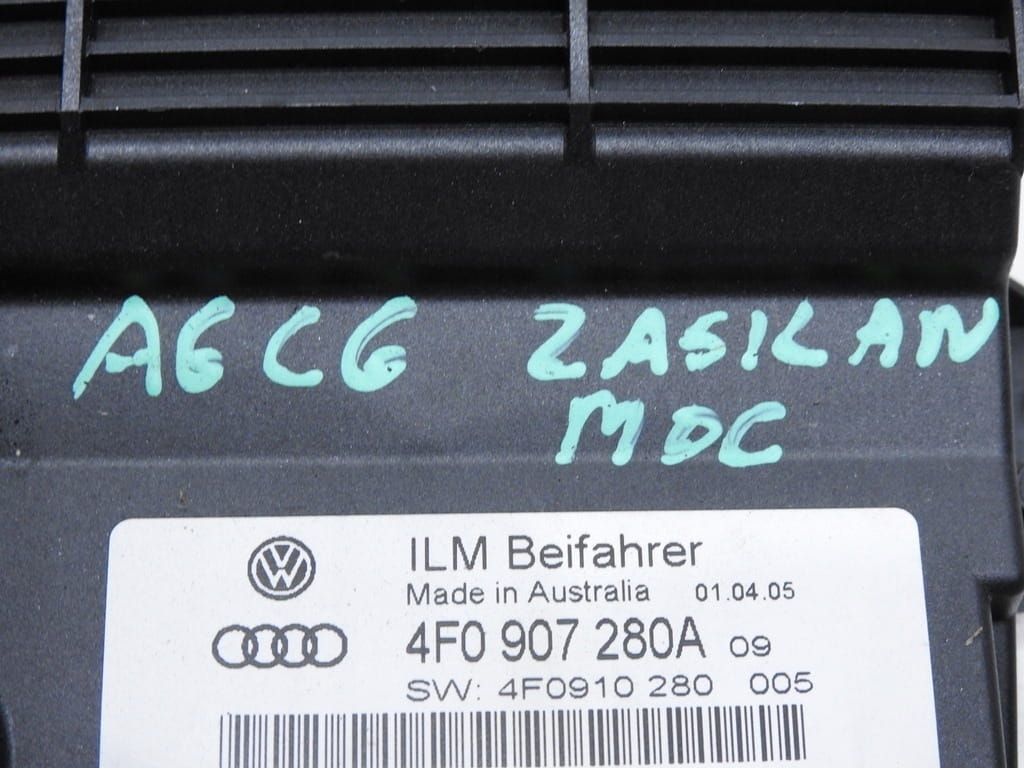 A6 C6 ZASILAN
MOC
ILM Beifahrer
Made in Australia 01.04.05
4F0 907 280A 09
SW: 4F0910 280 005